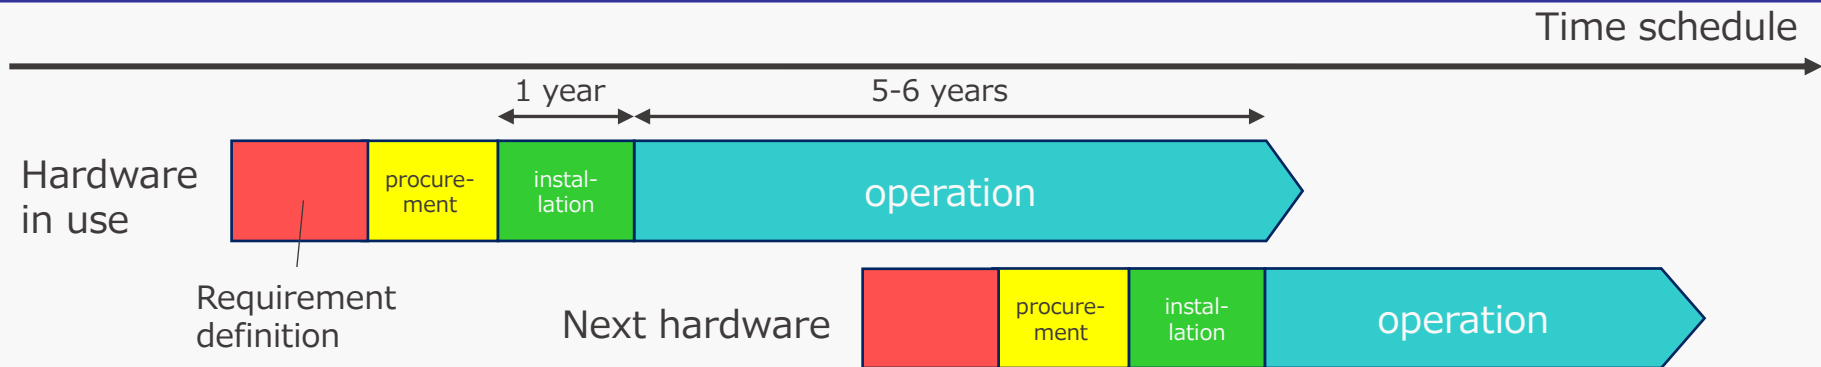 Time schedule
1 year
5-6 years
Hardware
in use
procure-
ment
instal-
lation
operation
Requirement
definition
Next hardware
procure-
ment
instal-
lation
operation